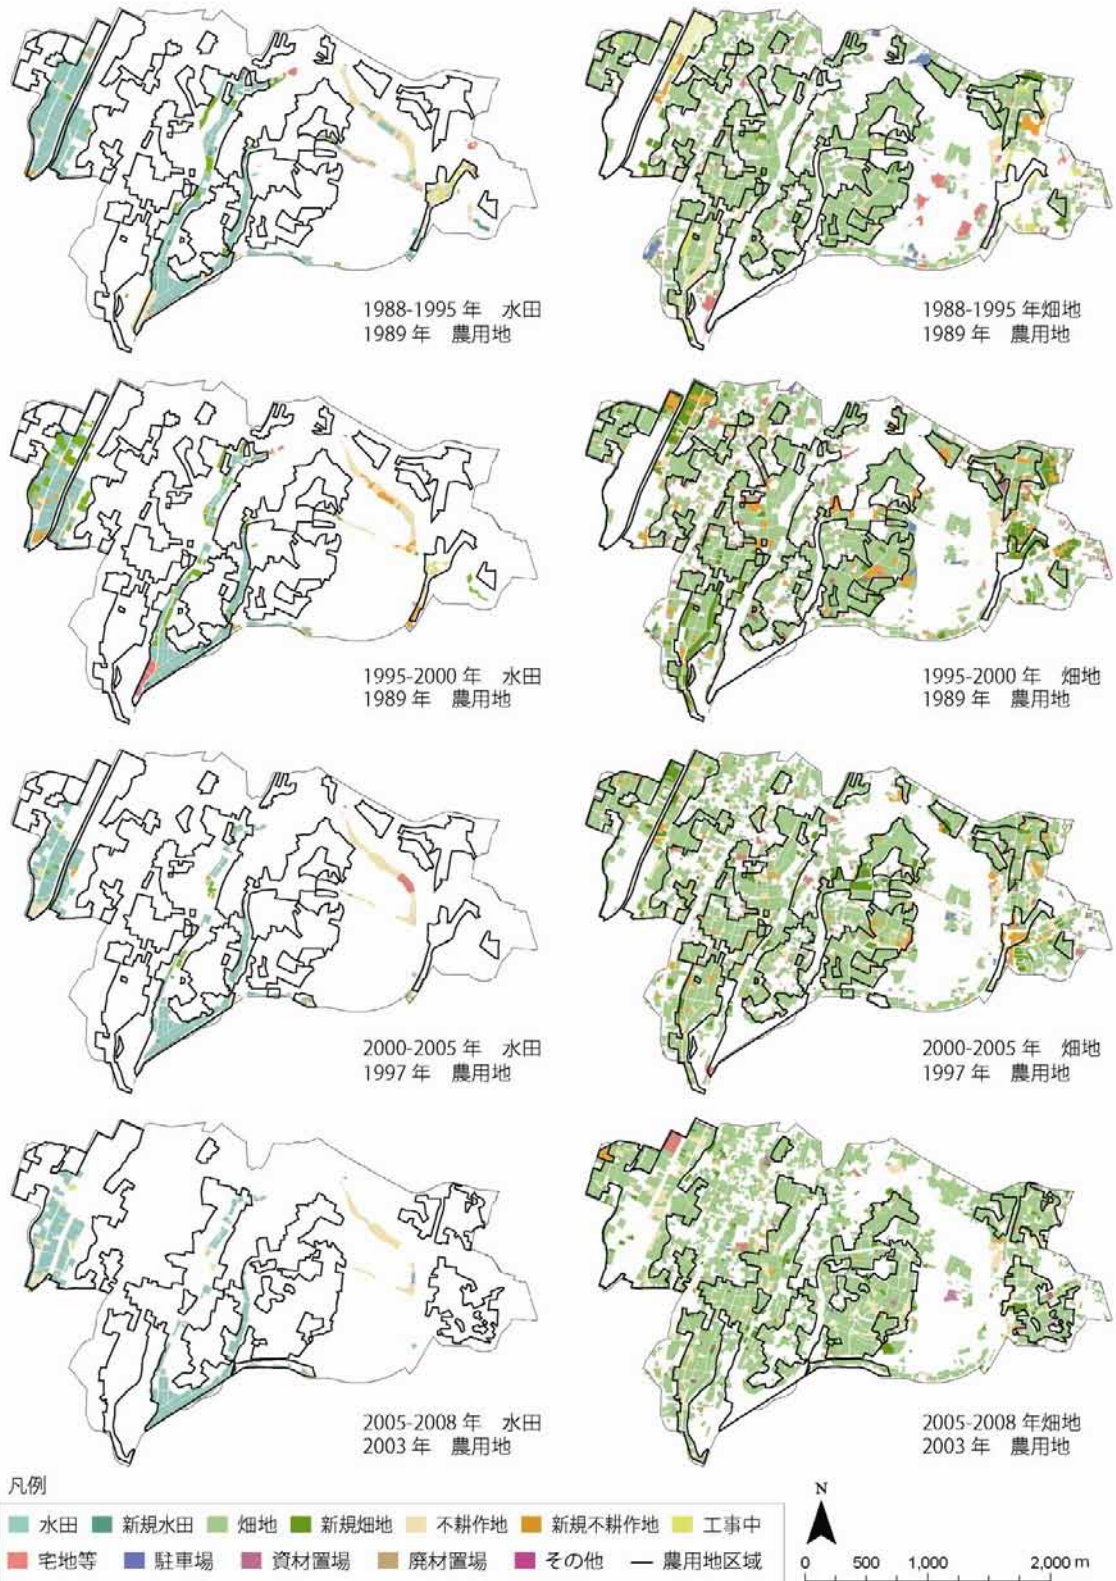 1988-1995 年 水田
1989 年 農用地
1988-1995 年畑地
1989 年 農用地
1995-2000 年 水田
1989 年 農用地
1995-2000 年 畑地
1989 年 農用地
2000-2005 年 水田
1997 年 農用地
2000-2005 年 畑地
1997 年 農用地
2005-2008 年 水田
2003 年 農用地
2005-2008 年畑地
2003 年 農用地
凡例
水田 新規水田 畑地 新規畑地 不耕作地 新規不耕作地 工事中
宅地等 駐車場 資材置場 廃材置場 その他 農用地区域
N
0 500 1,000 2,000 m